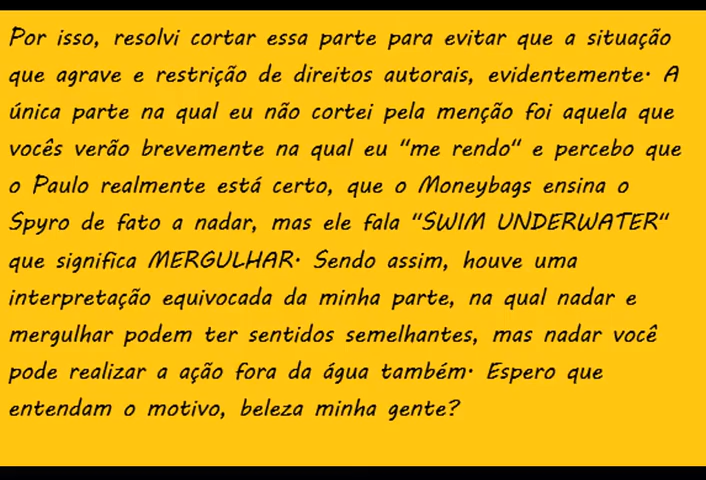 Por isso, resolvi cortar essa parte para evitar que a situação
que agrave e restrição de direitos autorais, evidentemente. A
única parte na qual eu não cortei pela menção foi aquela que
vocês verão brevemente na qual eu "me rendo" e percebo que
o Paulo realmente está certo, que o Moneybags ensina o
Spyro de fato a nadar, mas ele fala "SWIM UNDERWATER"
que significa MERGULHAR. Sendo assim, houve uma
interpretação equivocada da minha parte, na qual nadar e
mergulhar podem ter sentidos semelhantes, mas nadar você
pode realizar a ação fora da água também. Espero que
entendam o motivo, beleza minha gente?